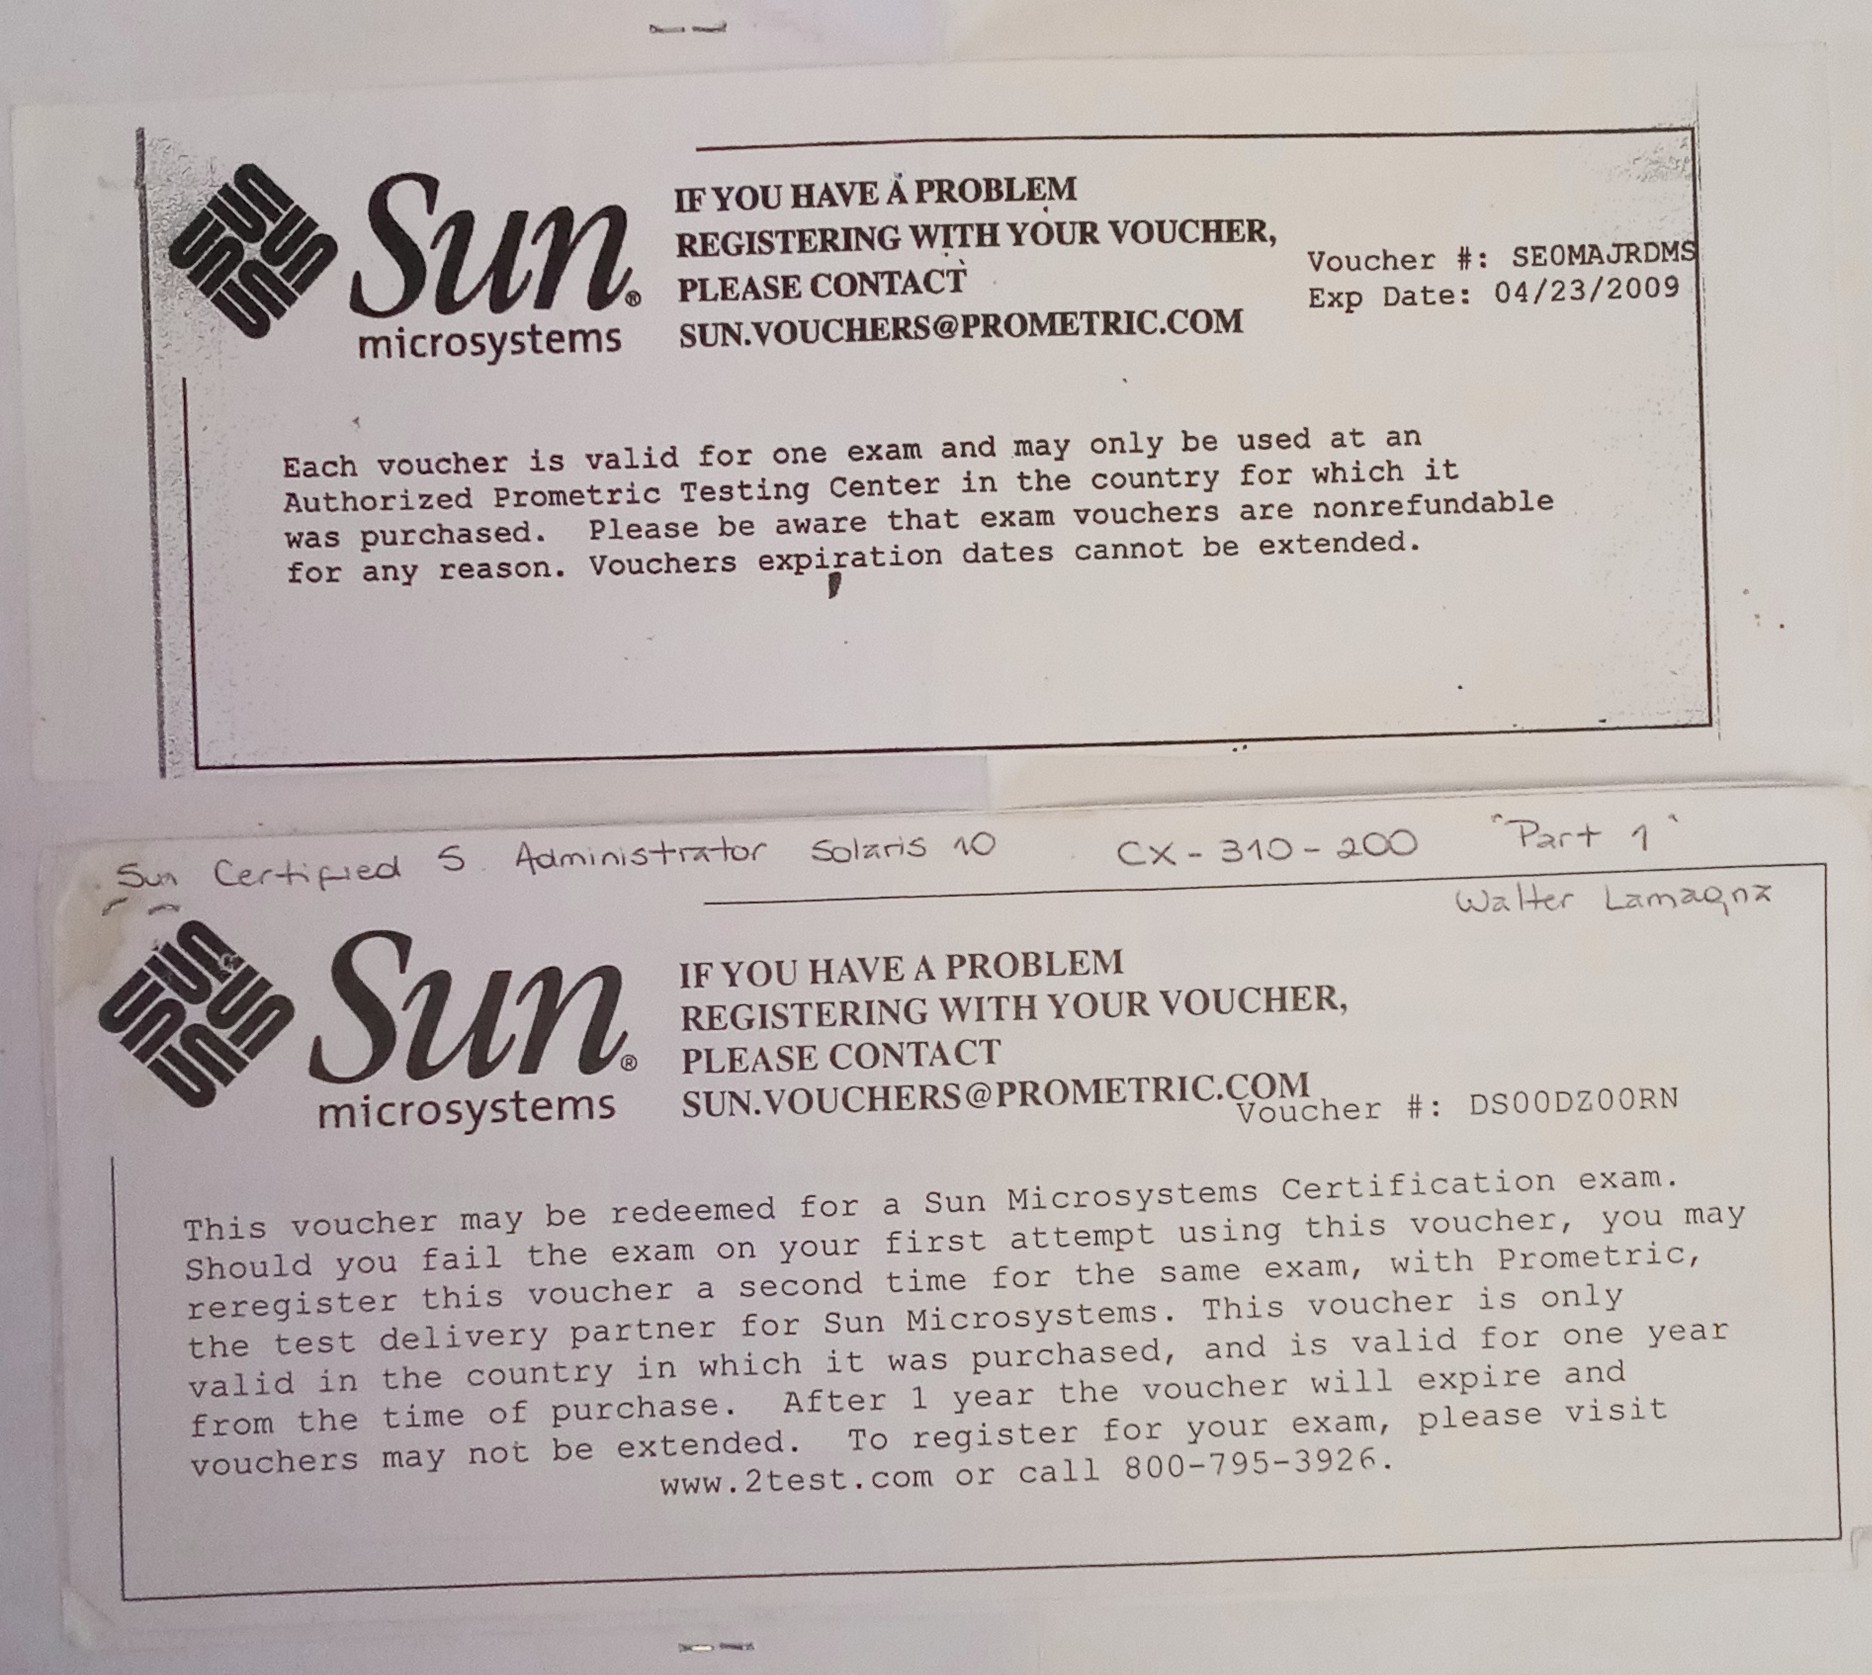 Sun
microsystems
IF YOU HAVE A PROBLEM
REGISTERING WITH YOUR VOUCHER,
PLEASE CONTACT
SUN.VOUCHERS@PROMETRIC.COM
Voucher #: SE0MAJRDMS
Exp Date: 04/23/2009
Each voucher is valid for one exam and may only be used at an
Authorized Prometric Testing Center in the country for which it
was purchased. Please be aware that exam vouchers are nonrefundable
for any reason. Vouchers expiration dates cannot be extended.
Sun Certified S. Administrator Solaris 10 CX-310-200 "Part 1"
Walter Lamagna
Sun®
microsystems
IF YOU HAVE A PROBLEM
REGISTERING WITH YOUR VOUCHER,
PLEASE CONTACT
SUN.VOUCHERS@PROMETRIC.COM
Voucher #: DS00DZ00RN
This voucher may be redeemed for a Sun Microsystems Certification exam.
Should you fail the exam on your first attempt using this voucher, you may
reregister this voucher a second time for the same exam, with Prometric,
the test delivery partner for Sun Microsystems. This voucher is only
valid in the country in which it was purchased, and is valid for one year
from the time of purchase. After 1 year the voucher will expire and
vouchers may not be extended. To register for your exam, please visit
www.2test.com or call 800-795-3926.